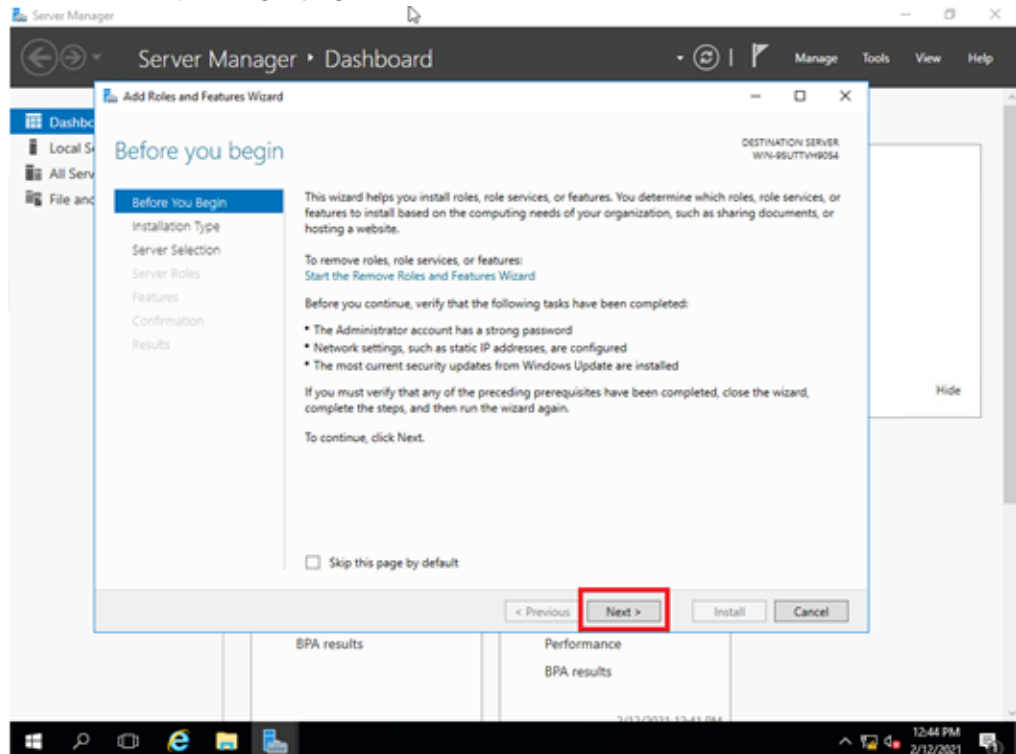 Server Manager
Server Manager • Dashboard
Manage Tools View Help
Add Roles and Features Wizard
Before you begin
DESTINATION SERVER
WIN-9SUTTVH9OS4
Dashbo
Local Se
All Serv
File and
Before You Begin
Installation Type
Server Selection
Server Roles
Features
Confirmation
Results
This wizard helps you install roles, role services, or features. You determine which roles, role services, or
features to install based on the computing needs of your organization, such as sharing documents, or
hosting a website.
To remove roles, role services, or features:
Start the Remove Roles and Features Wizard
Before you continue, verify that the following tasks have been completed:
• The Administrator account has a strong password
• Network settings, such as static IP addresses, are configured
• The most current security updates from Windows Update are installed
If you must verify that any of the preceding prerequisites have been completed, close the wizard,
complete the steps, and then run the wizard again.
To continue, click Next.
Skip this page by default
< Previous Next > Install Cancel
Hide
BPA results
Performance
BPA results
2/12/2021 12:41 PM
12:44 PM
2/12/2021